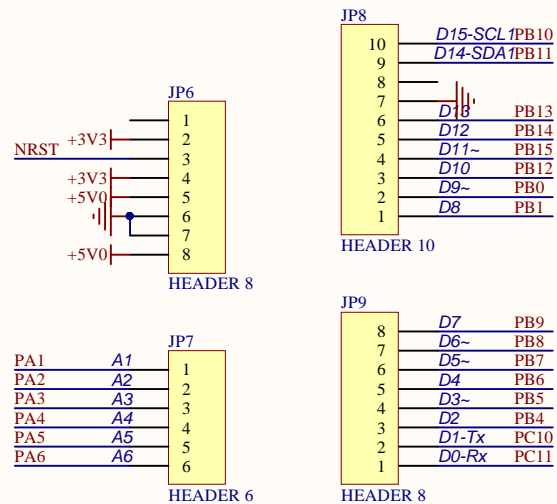 JP8
10 D15-SCL1 PB10
9 D14-SDA1 PB11
8
7
6 D13 PB13
5 D12 PB14
4 D11~ PB15
3 D10 PB12
2 D9~ PB0
1 D8 PB1
HEADER 10
JP6
1
+3V3 2
NRST 3
+3V3 4
+5V0 5
6
7
+5V0 8
HEADER 8
JP7
PA1 A1 1
PA2 A2 2
PA3 A3 3
PA4 A4 4
PA5 A5 5
PA6 A6 6
HEADER 6
JP9
8 D7 PB9
7 D6~ PB8
6 D5~ PB7
5 D4 PB6
4 D3~ PB5
3 D2 PB4
2 D1-Tx PC10
1 D0-Rx PC11
HEADER 8